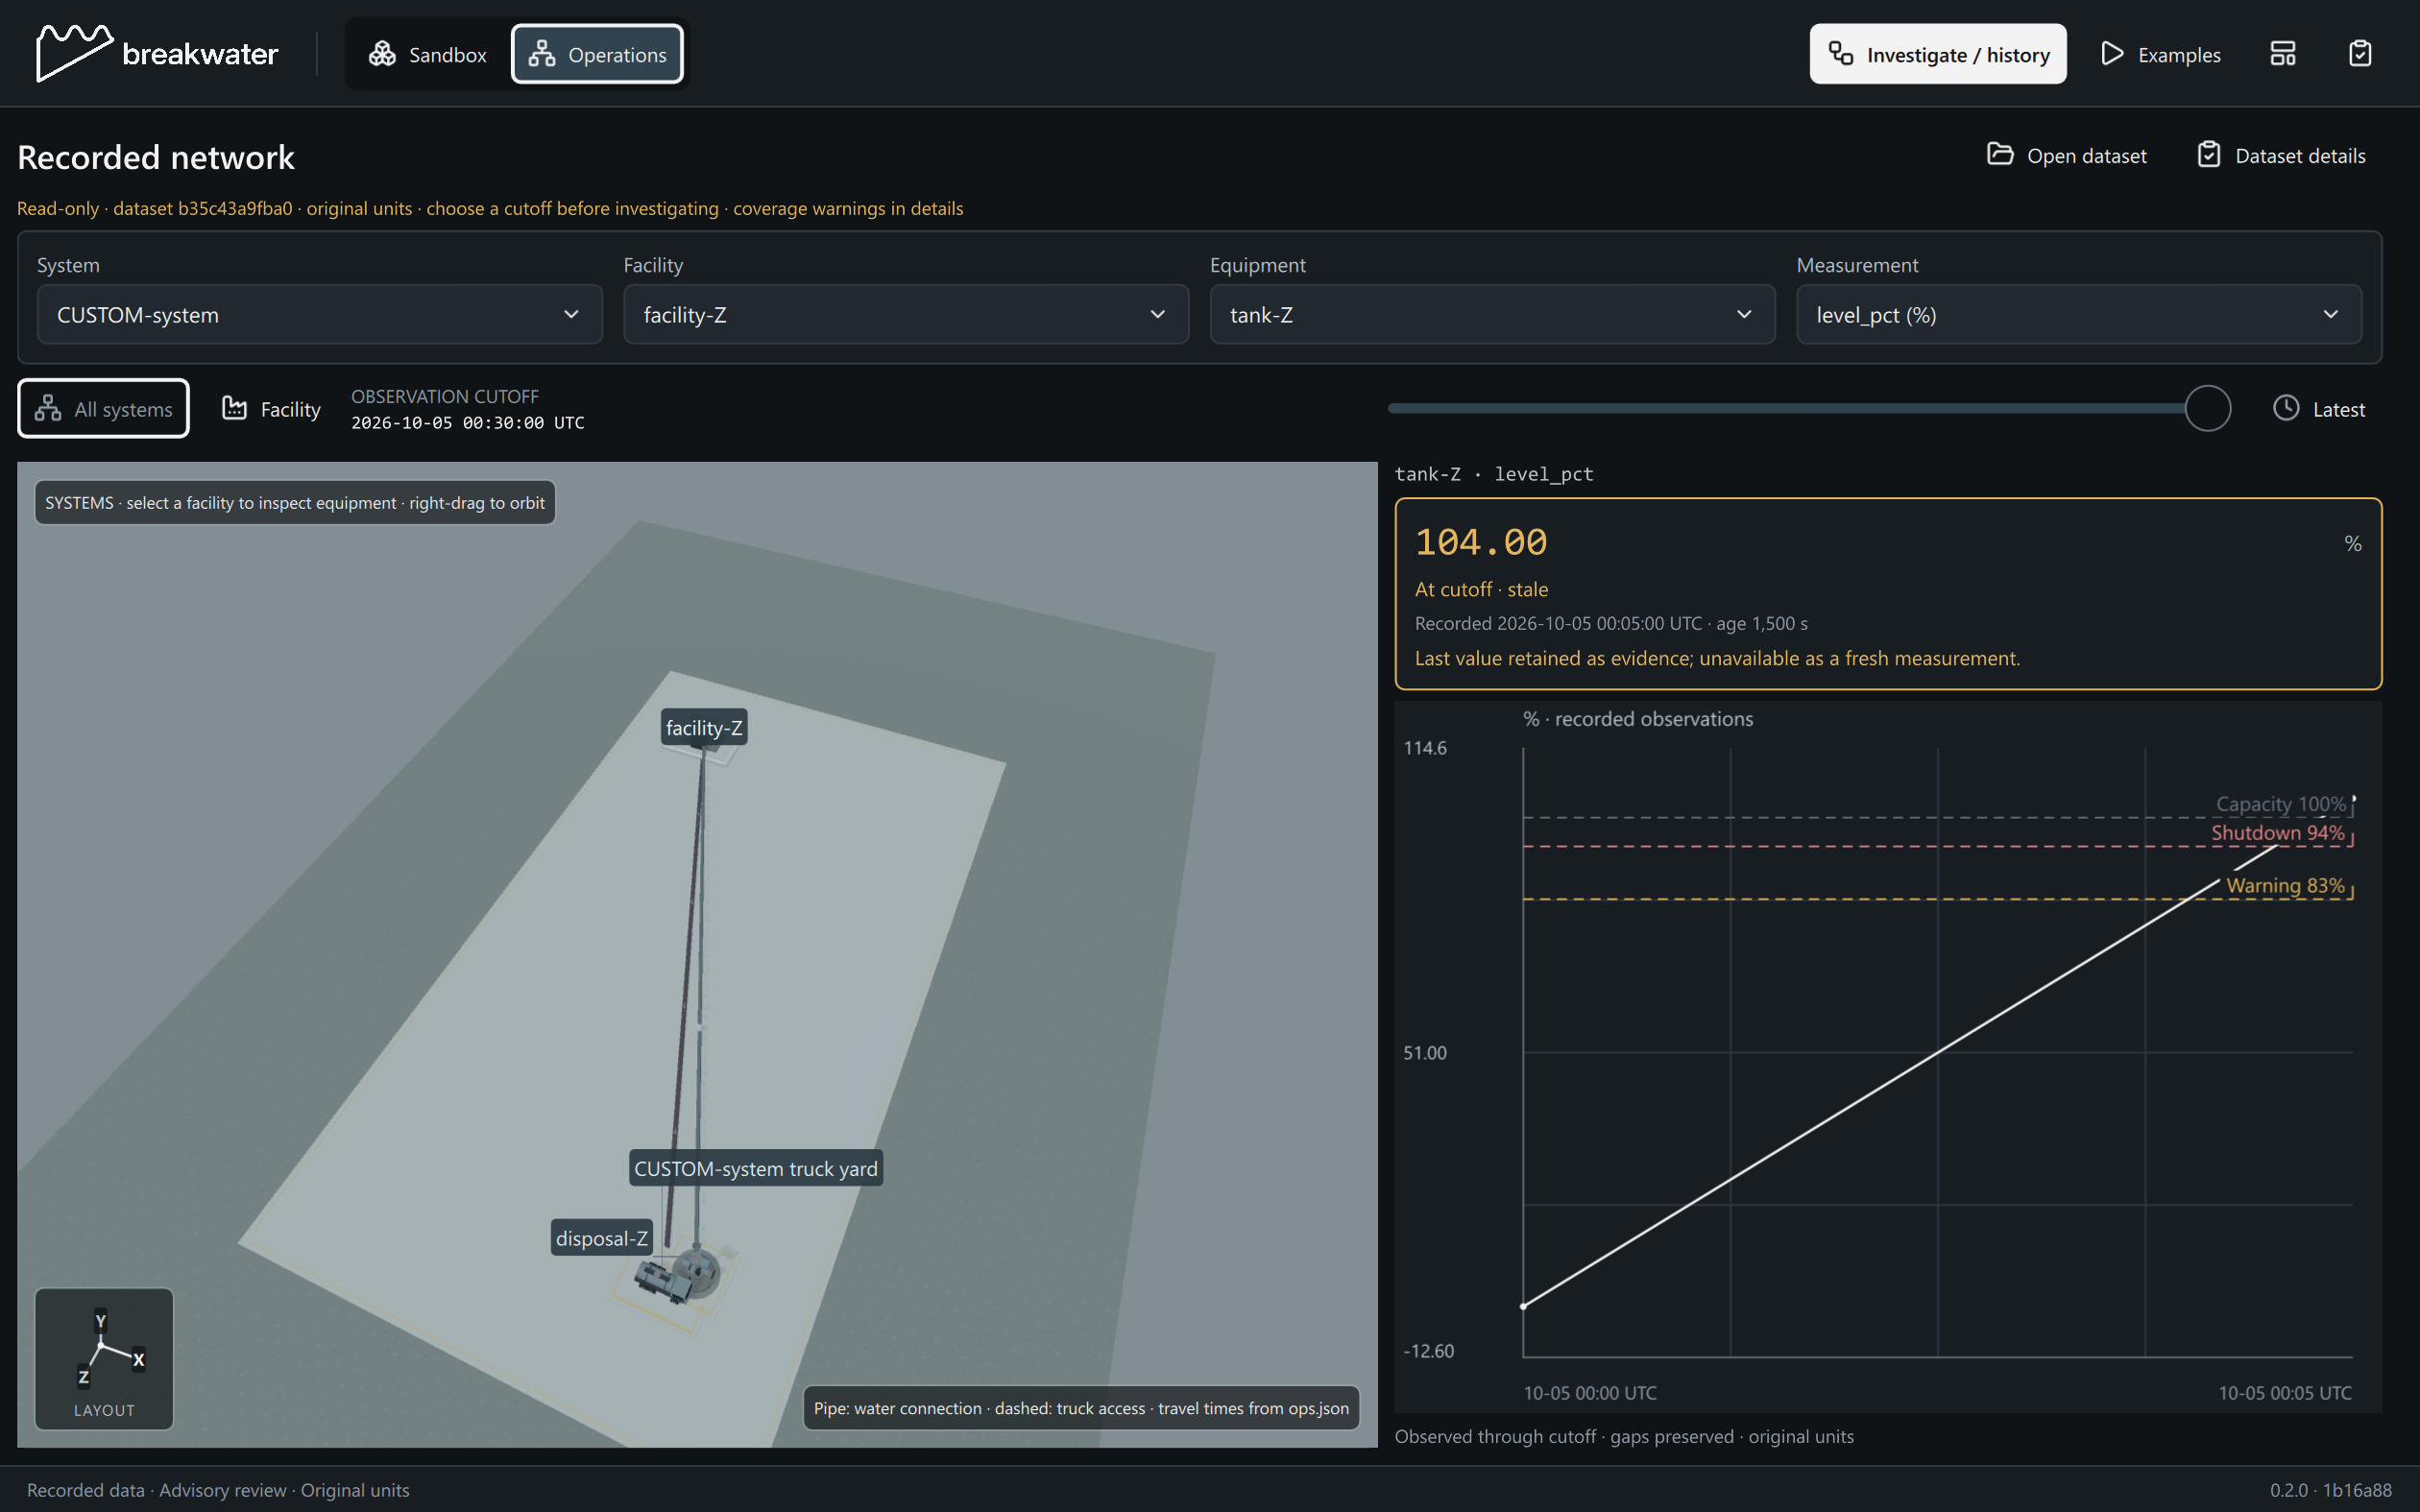 breakwater
Sandbox
Operations
Investigate / history
Examples
Recorded network
Open dataset
Dataset details
Read-only · dataset b35c43a9fba0 · original units · choose a cutoff before investigating · coverage warnings in details
System
Facility
Equipment
Measurement
CUSTOM-system
facility-Z
tank-Z
level_pct (%)
All systems
Facility
OBSERVATION CUTOFF
2026-10-05 00:30:00 UTC
Latest
SYSTEMS · select a facility to inspect equipment · right-drag to orbit
facility-Z
CUSTOM-system truck yard
disposal-Z
Y
X
Z
LAYOUT
Pipe: water connection · dashed: truck access · travel times from ops.json
tank-Z · level_pct
104.00
%
At cutoff · stale
Recorded 2026-10-05 00:05:00 UTC · age 1,500 s
Last value retained as evidence; unavailable as a fresh measurement.
% · recorded observations
114.6
Capacity 100%
Shutdown 94%
Warning 83%
51.00
-12.60
10-05 00:00 UTC
10-05 00:05 UTC
Observed through cutoff · gaps preserved · original units
Recorded data · Advisory review · Original units
0.2.0 · 1b16a88